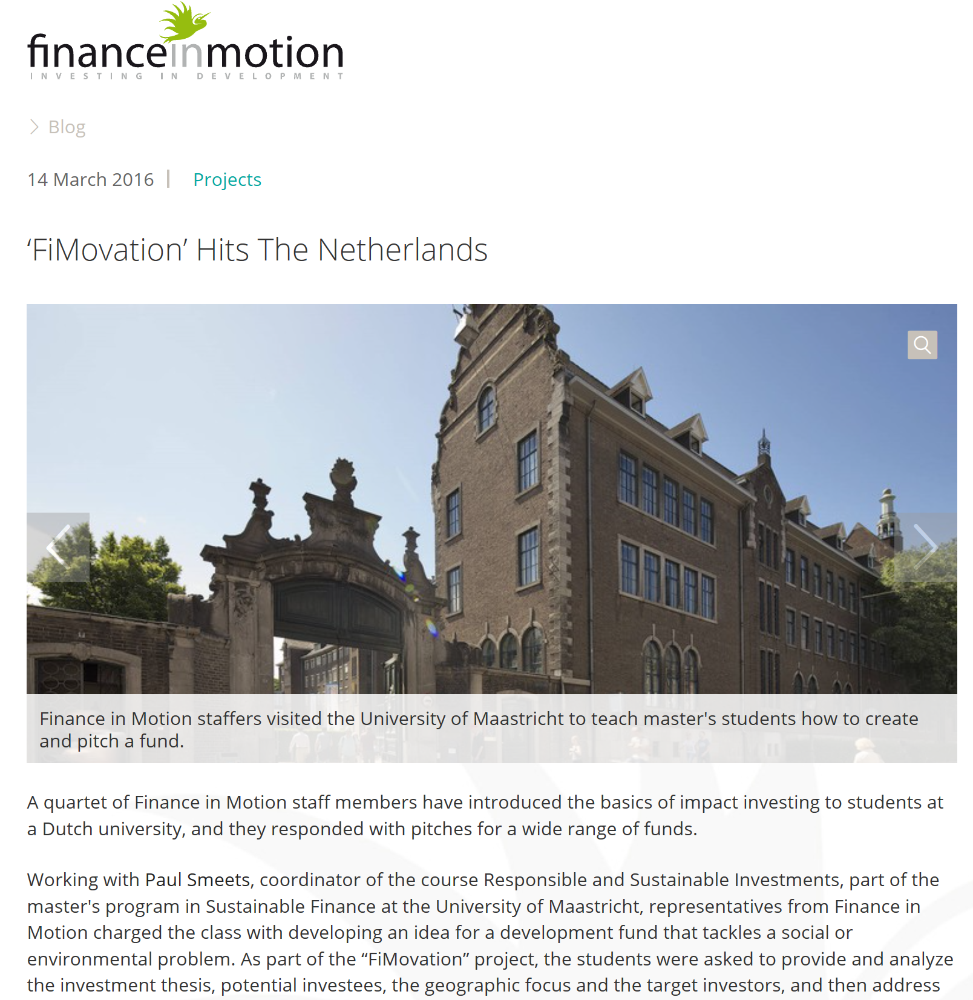 financeinmotion
INVESTING IN DEVELOPMENT
Blog
14 March 2016 | Projects
‘FiMovation’ Hits The Netherlands
Finance in Motion staffers visited the University of Maastricht to teach master's students how to create
and pitch a fund.
A quartet of Finance in Motion staff members have introduced the basics of impact investing to students at
a Dutch university, and they responded with pitches for a wide range of funds.
Working with Paul Smeets, coordinator of the course Responsible and Sustainable Investments, part of the
master's program in Sustainable Finance at the University of Maastricht, representatives from Finance in
Motion charged the class with developing an idea for a development fund that tackles a social or
environmental problem. As part of the “FiMovation” project, the students were asked to provide and analyze
the investment thesis, potential investees, the geographic focus and the target investors, and then address